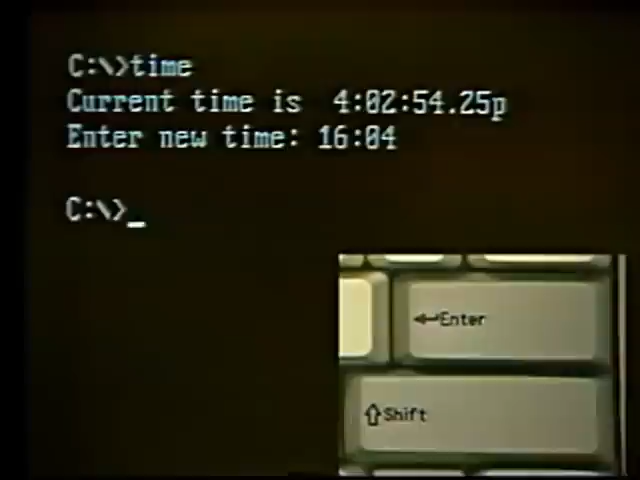 C:\>time
Current time is  4:02:54.25p
Enter new time: 16:04
C:\>_
Enter
Shift